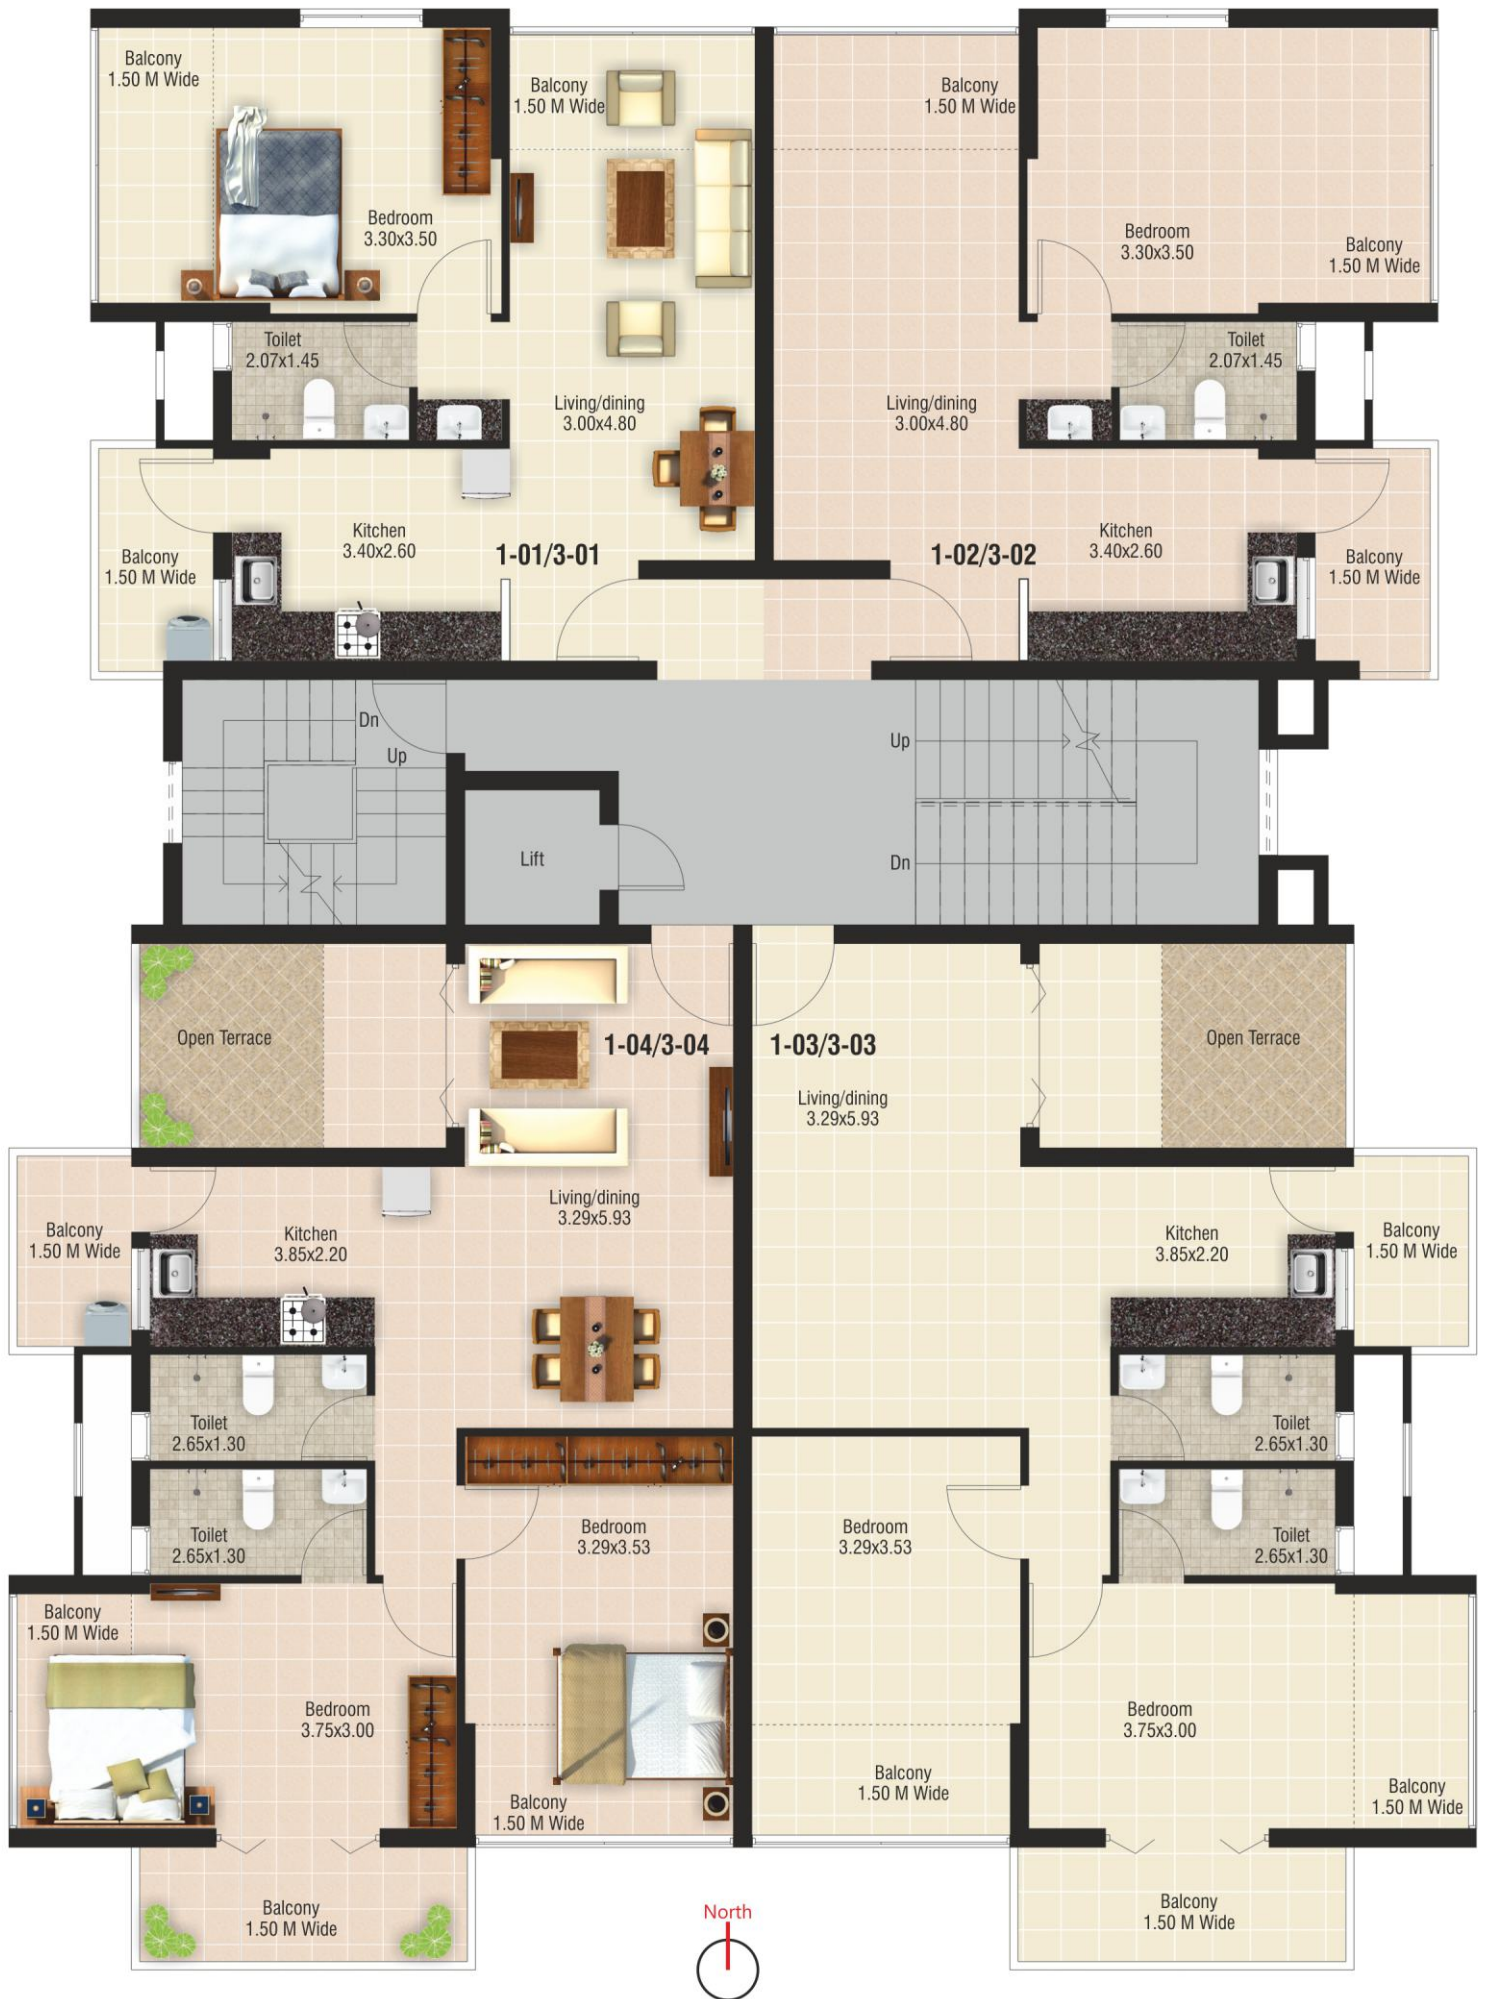 Balcony
1.50 M Wide
Balcony
1.50 M Wide
Balcony
1.50 M Wide
Bedroom
3.30x3.50
Bedroom
3.30x3.50
Balcony
1.50 M Wide
Toilet
2.07x1.45
Toilet
2.07x1.45
Living/dining
3.00x4.80
Living/dining
3.00x4.80
Kitchen
3.40x2.60
Kitchen
3.40x2.60
Balcony
1.50 M Wide
1-01/3-01
1-02/3-02
Balcony
1.50 M Wide
Dn
Up
Up
Lift
Dn
Open Terrace
1-04/3-04
1-03/3-03
Open Terrace
Living/dining
3.29x5.93
Living/dining
3.29x5.93
Balcony
1.50 M Wide
Kitchen
3.85x2.20
Kitchen
3.85x2.20
Balcony
1.50 M Wide
Toilet
2.65x1.30
Toilet
2.65x1.30
Toilet
2.65x1.30
Bedroom
3.29x3.53
Bedroom
3.29x3.53
Toilet
2.65x1.30
Balcony
1.50 M Wide
Bedroom
3.75x3.00
Bedroom
3.75x3.00
Balcony
1.50 M Wide
Balcony
1.50 M Wide
Balcony
1.50 M Wide
Balcony
1.50 M Wide
Balcony
1.50 M Wide
North